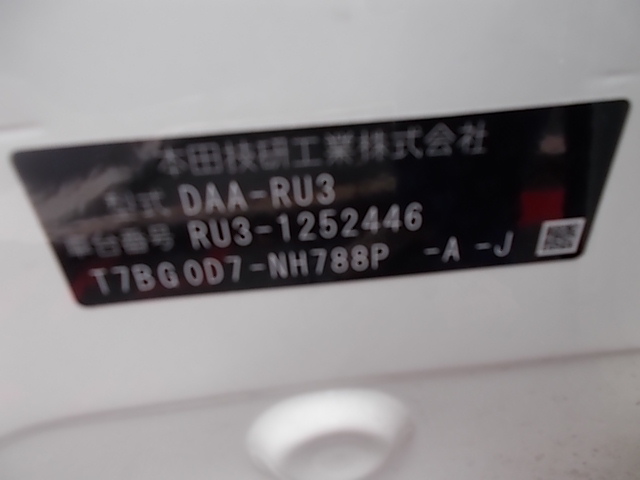 本田技研工業株式会社
型式 DAA-RU3
車台番号 RU3-1252446
T7BG0D7-NH788P -A -J